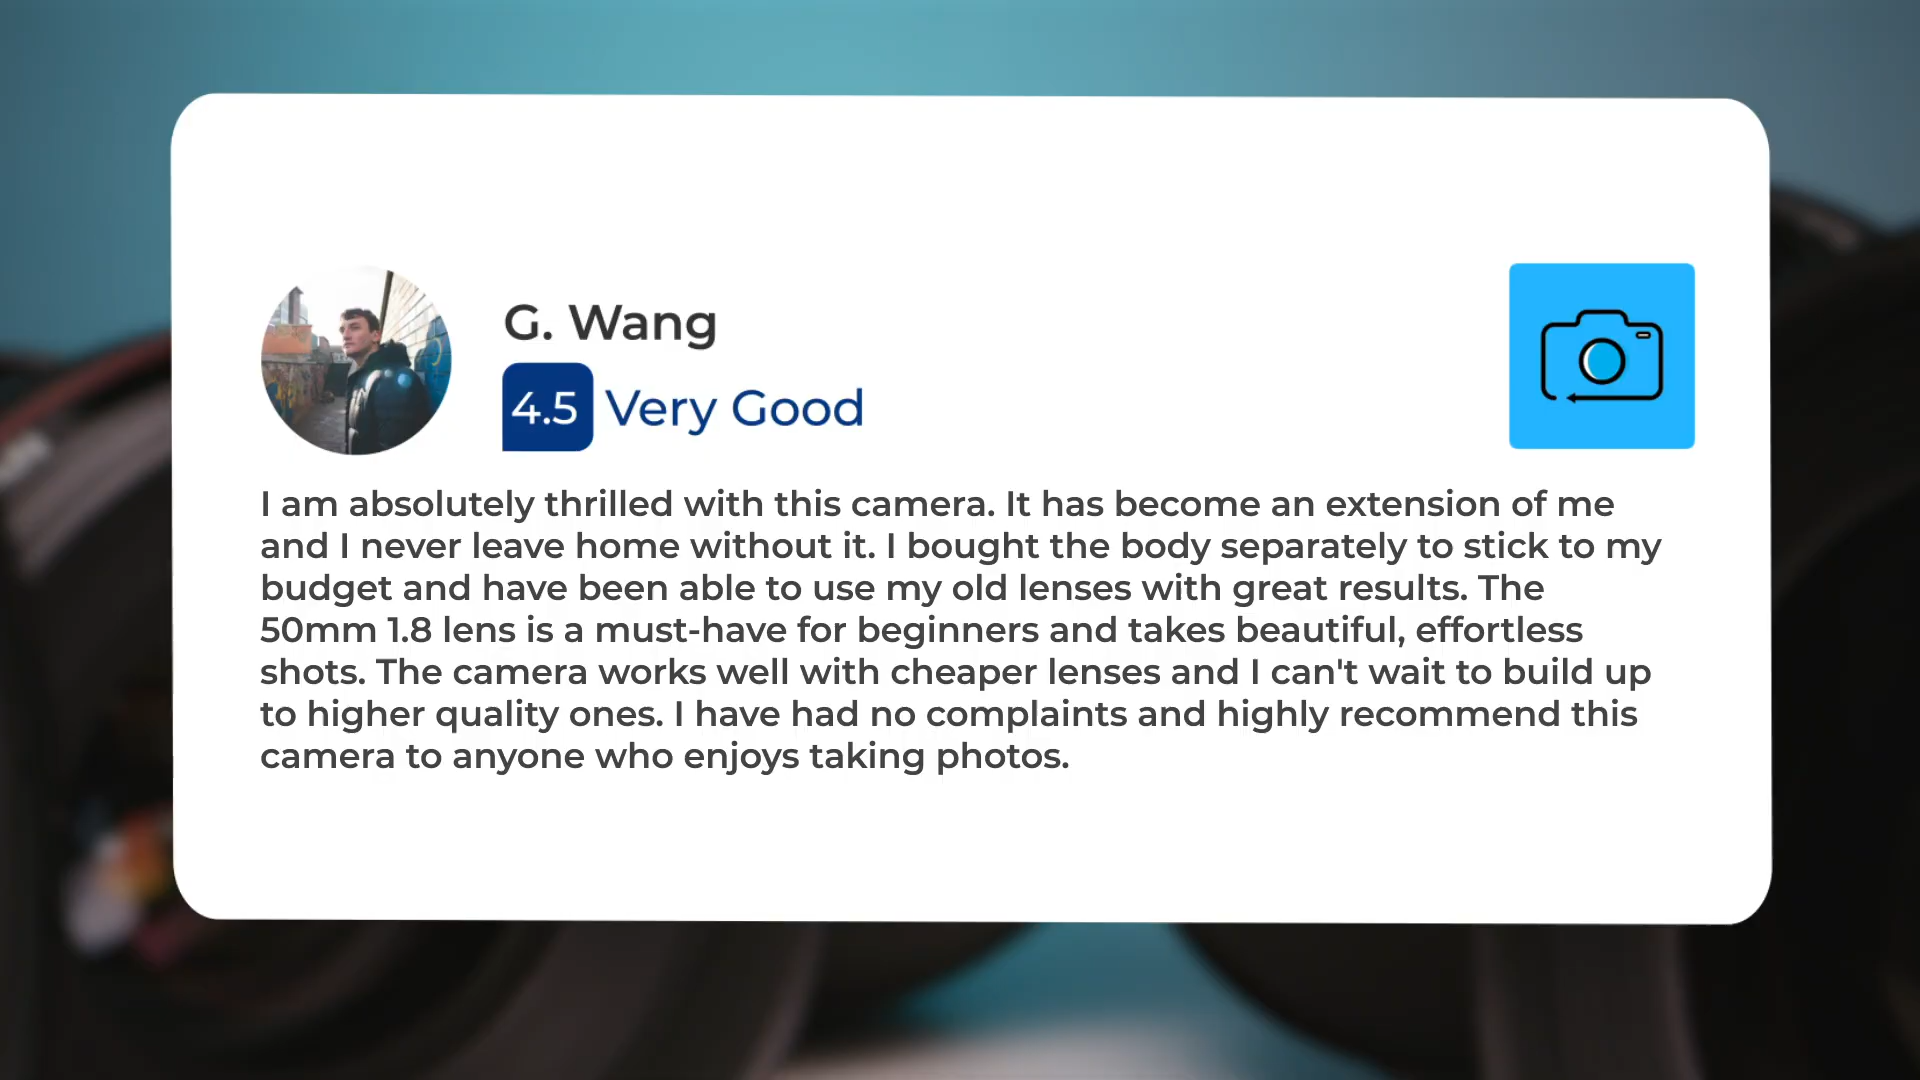 G. Wang
4.5 Very Good
I am absolutely thrilled with this camera. It has become an extension of me
and I never leave home without it. I bought the body separately to stick to my
budget and have been able to use my old lenses with great results. The
50mm 1.8 lens is a must-have for beginners and takes beautiful, effortless
shots. The camera works well with cheaper lenses and I can't wait to build up
to higher quality ones. I have had no complaints and highly recommend this
camera to anyone who enjoys taking photos.